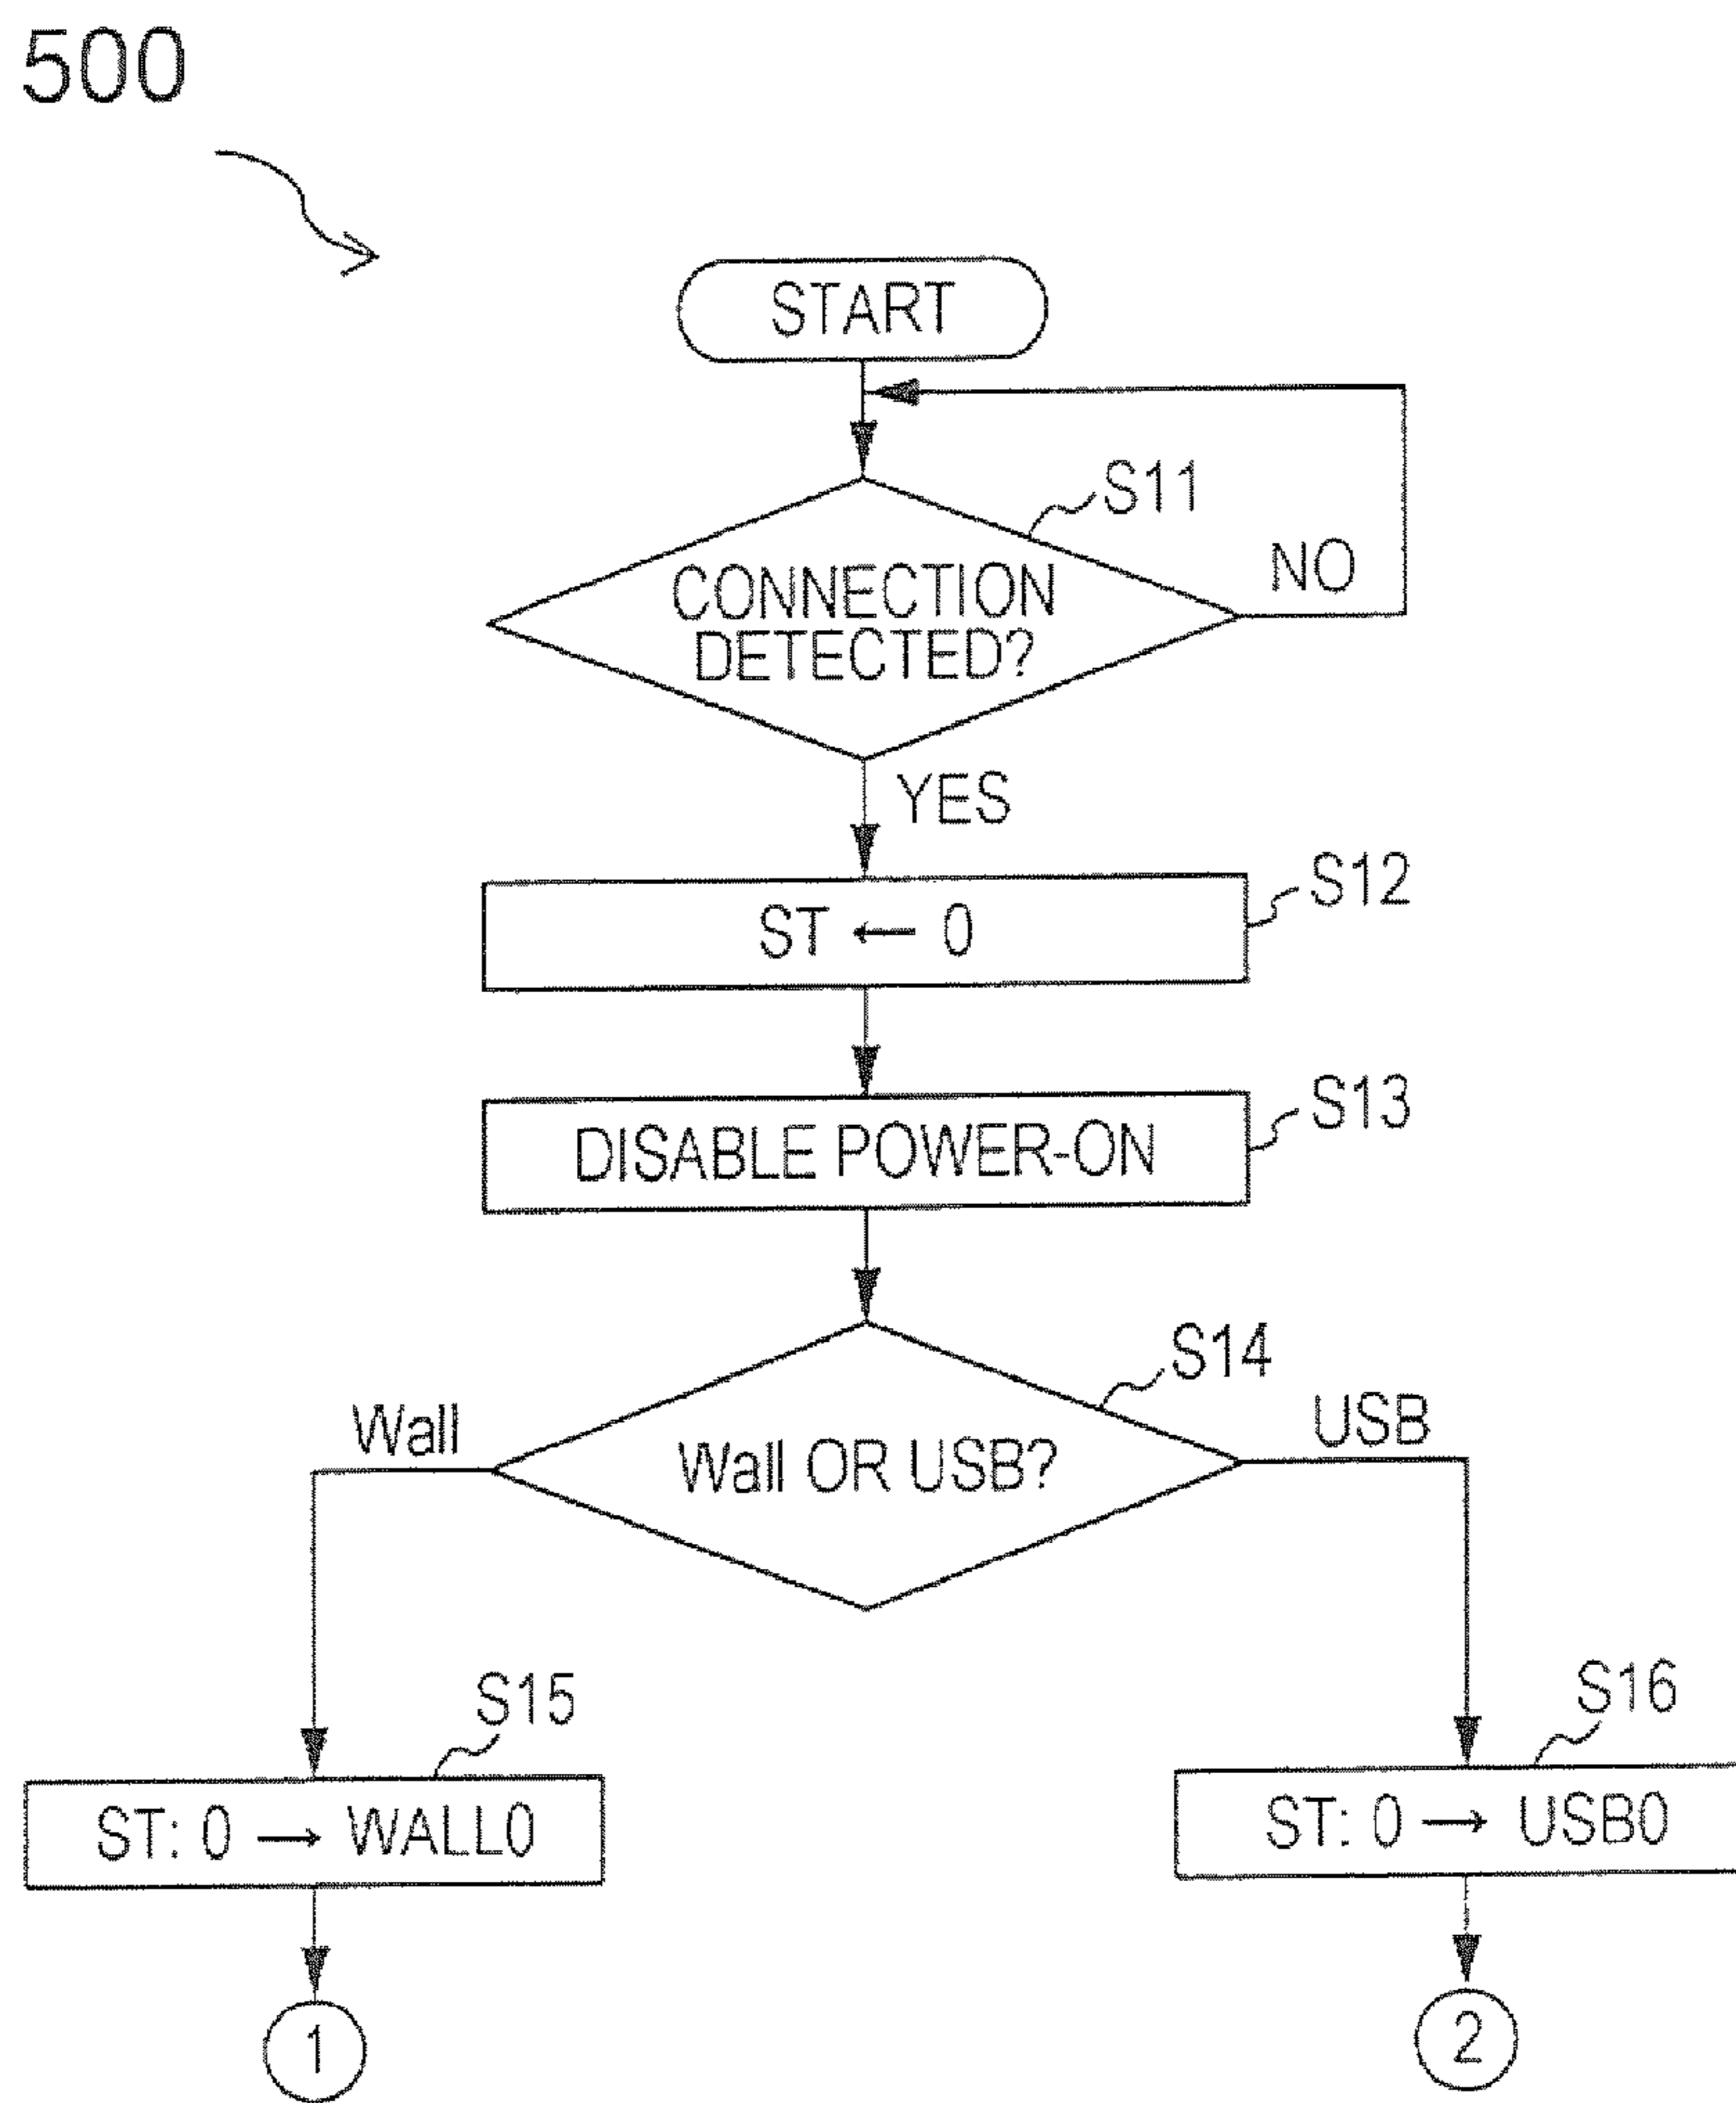 500
START
S11
CONNECTION
DETECTED?
NO
YES
S12
ST ← 0
S13
DISABLE POWER-ON
S14
Wall
Wall OR USB?
USB
S15
S16
ST: 0 → WALL0
ST: 0 → USB0
1
2